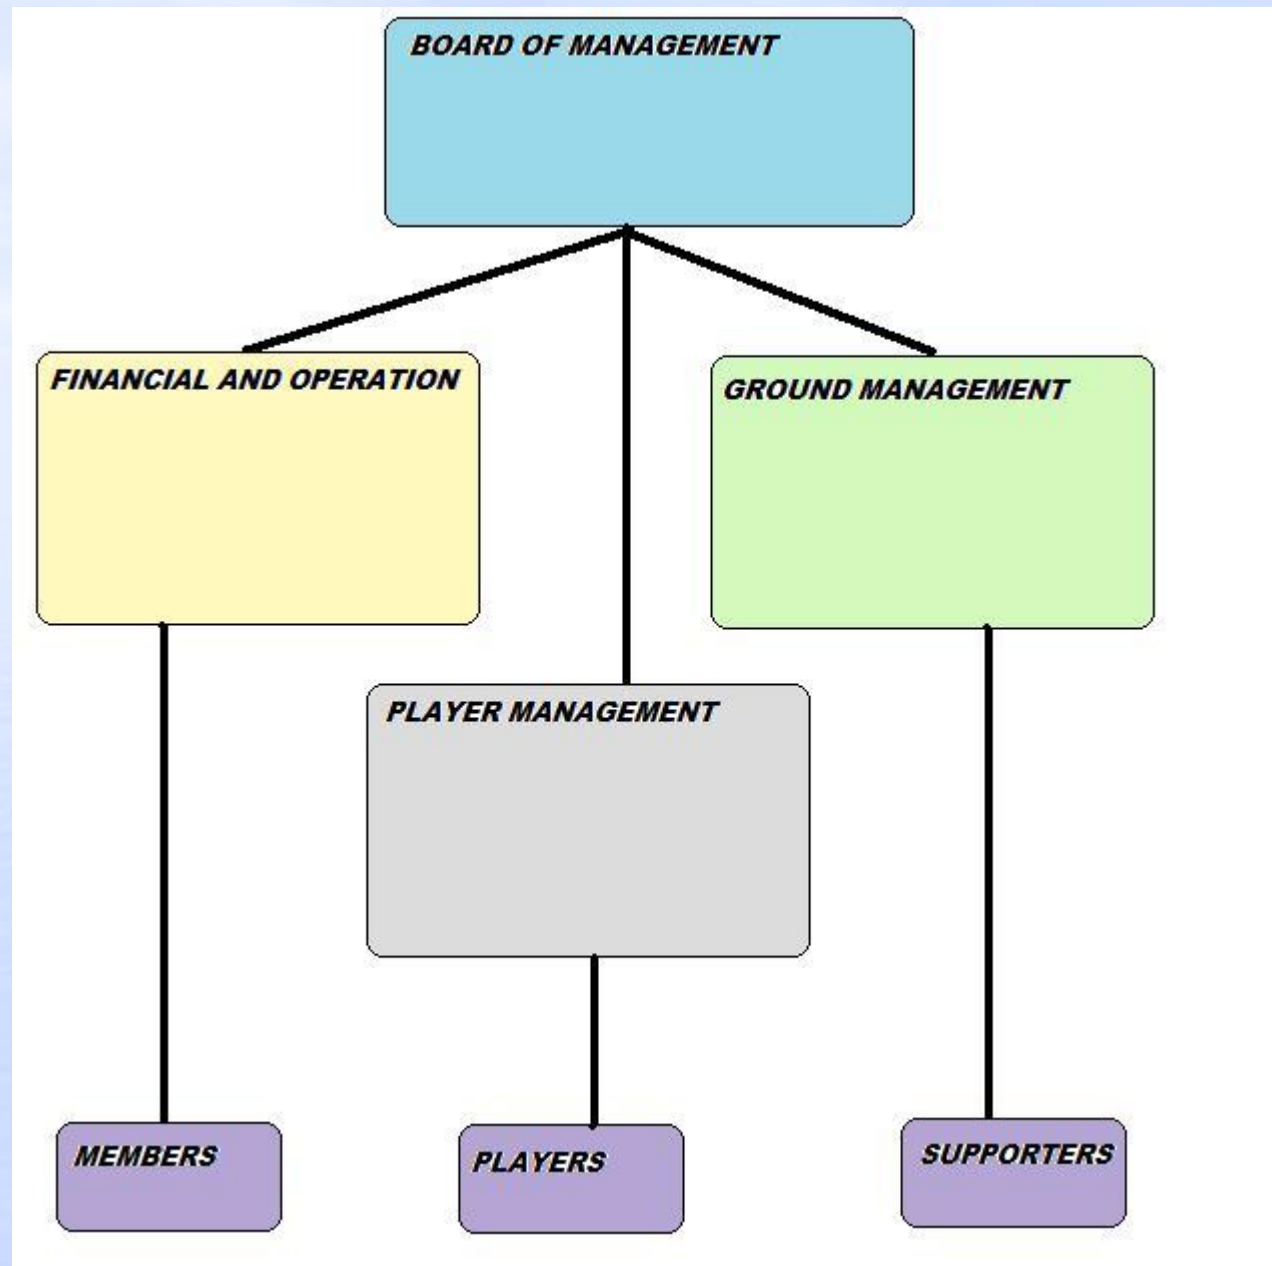 BOARD OF MANAGEMENT
FINANCIAL AND OPERATION
GROUND MANAGEMENT
PLAYER MANAGEMENT
MEMBERS
PLAYERS
SUPPORTERS